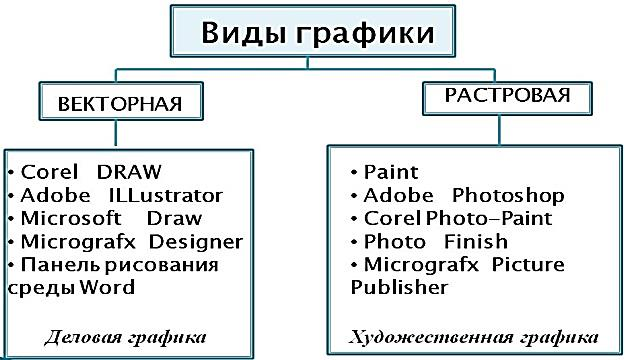 Виды графики
ВЕКТОРНАЯ
РАСТРОВАЯ
• Corel DRAW
• Adobe ILLustrator
• Microsoft Draw
• Micrografx Designer
• Панель рисования
среды Word
Деловая графика
• Paint
• Adobe Photoshop
• Corel Photo-Paint
• Photo Finish
• Micrografx Picture
Publisher
Художественная графика